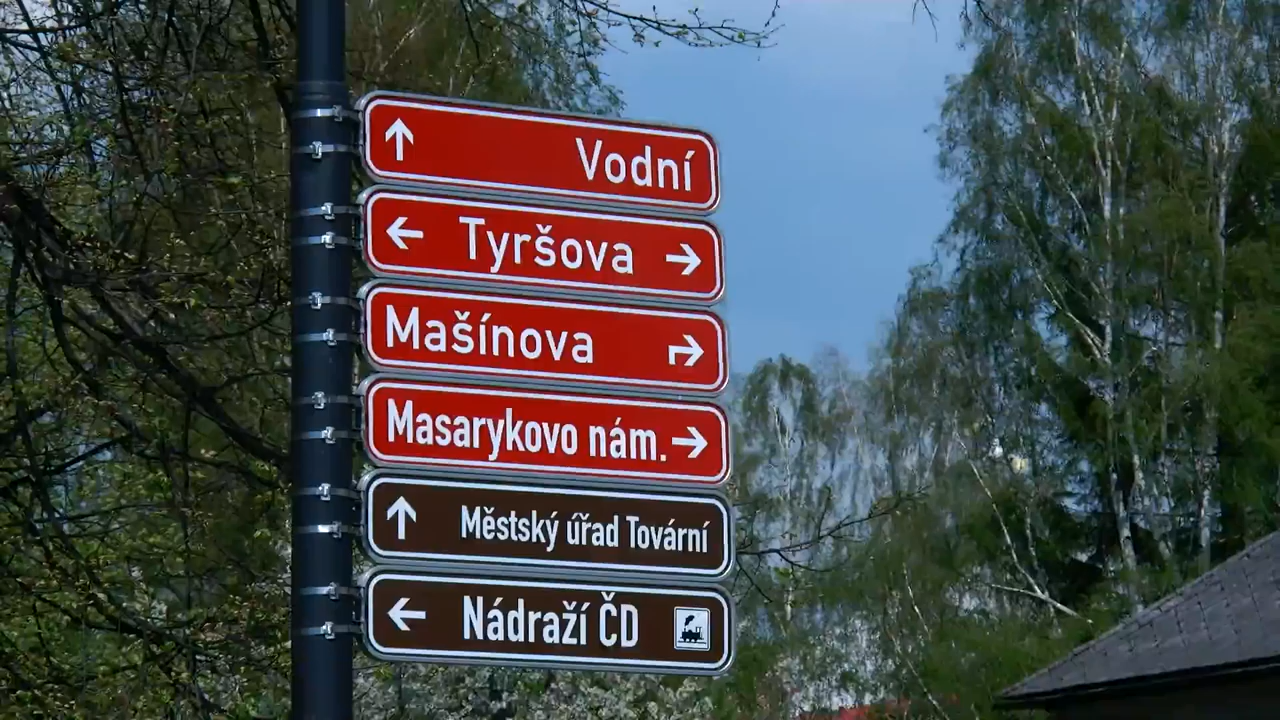 Vodní
Tyršova
Mašínova
Masarykovo nám.
Městský úřad Tovární
Nádraží ČD